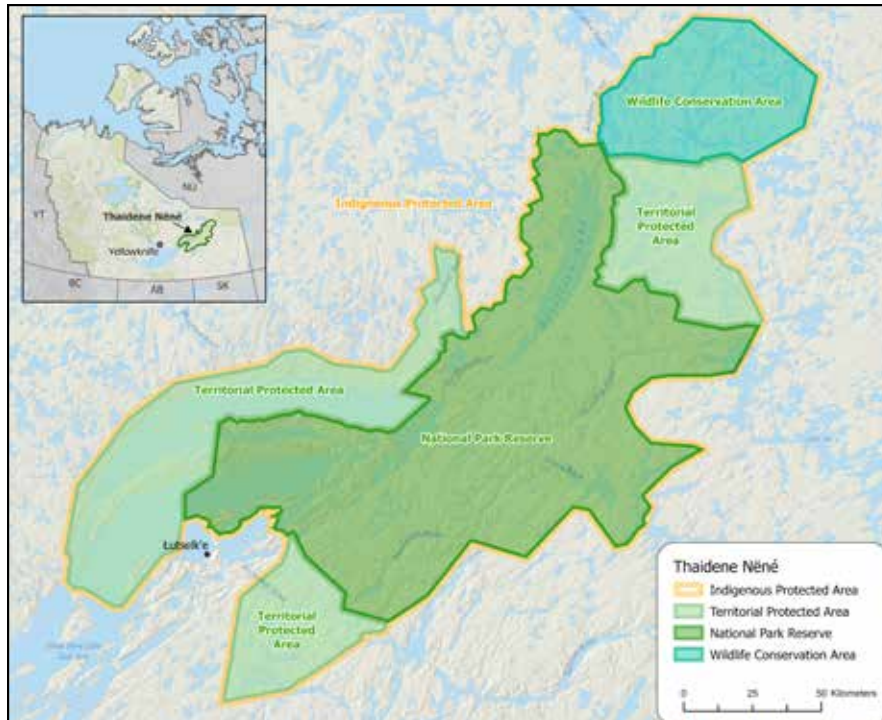 NU
YT
Thaidene Nëné
Yellowknife
BC
AB
SK
Wildlife Conservation Area
Indigenous Protected Area
Territorial
Protected
Area
Territorial Protected Area
National Park Reserve
Łutselk'e
Territorial
Protected
Area
Thaidene Nëné
Indigenous Protected Area
Territorial Protected Area
National Park Reserve
Wildlife Conservation Area
0 25 50 Kilometers